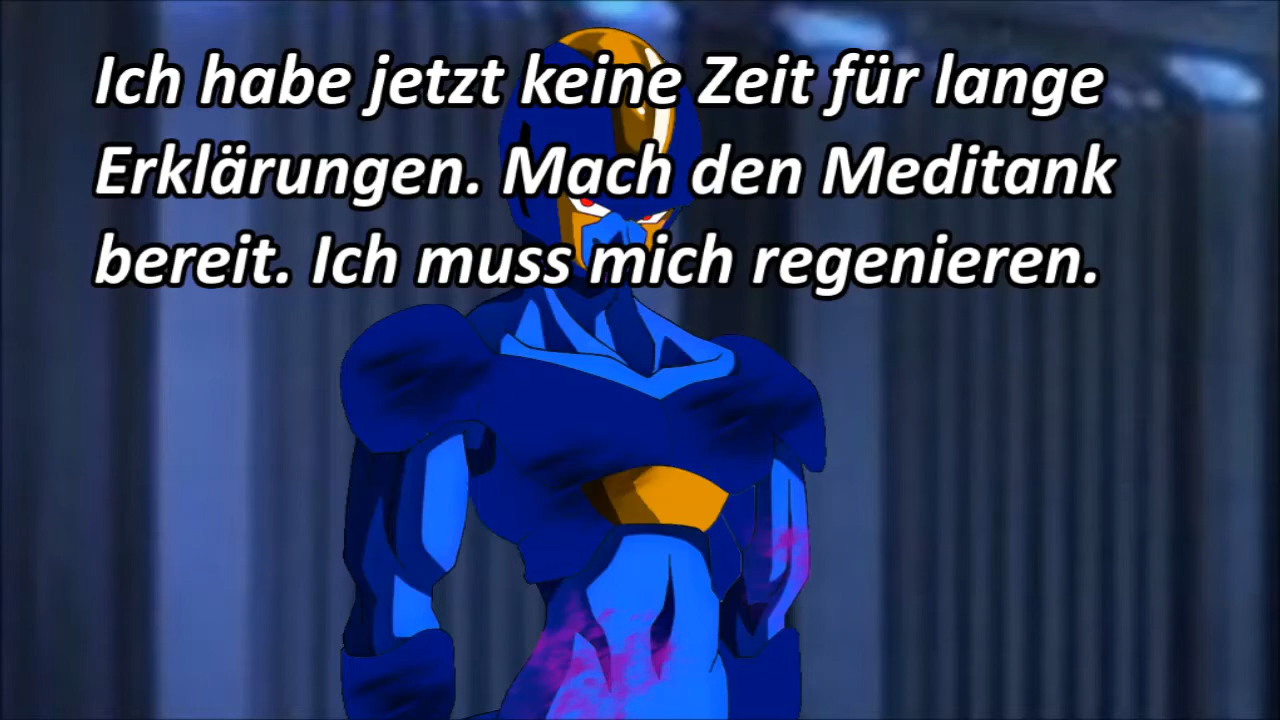 Ich habe jetzt keine Zeit für lange
Erklärungen. Mach den Meditank
bereit. Ich muss mich regenieren.